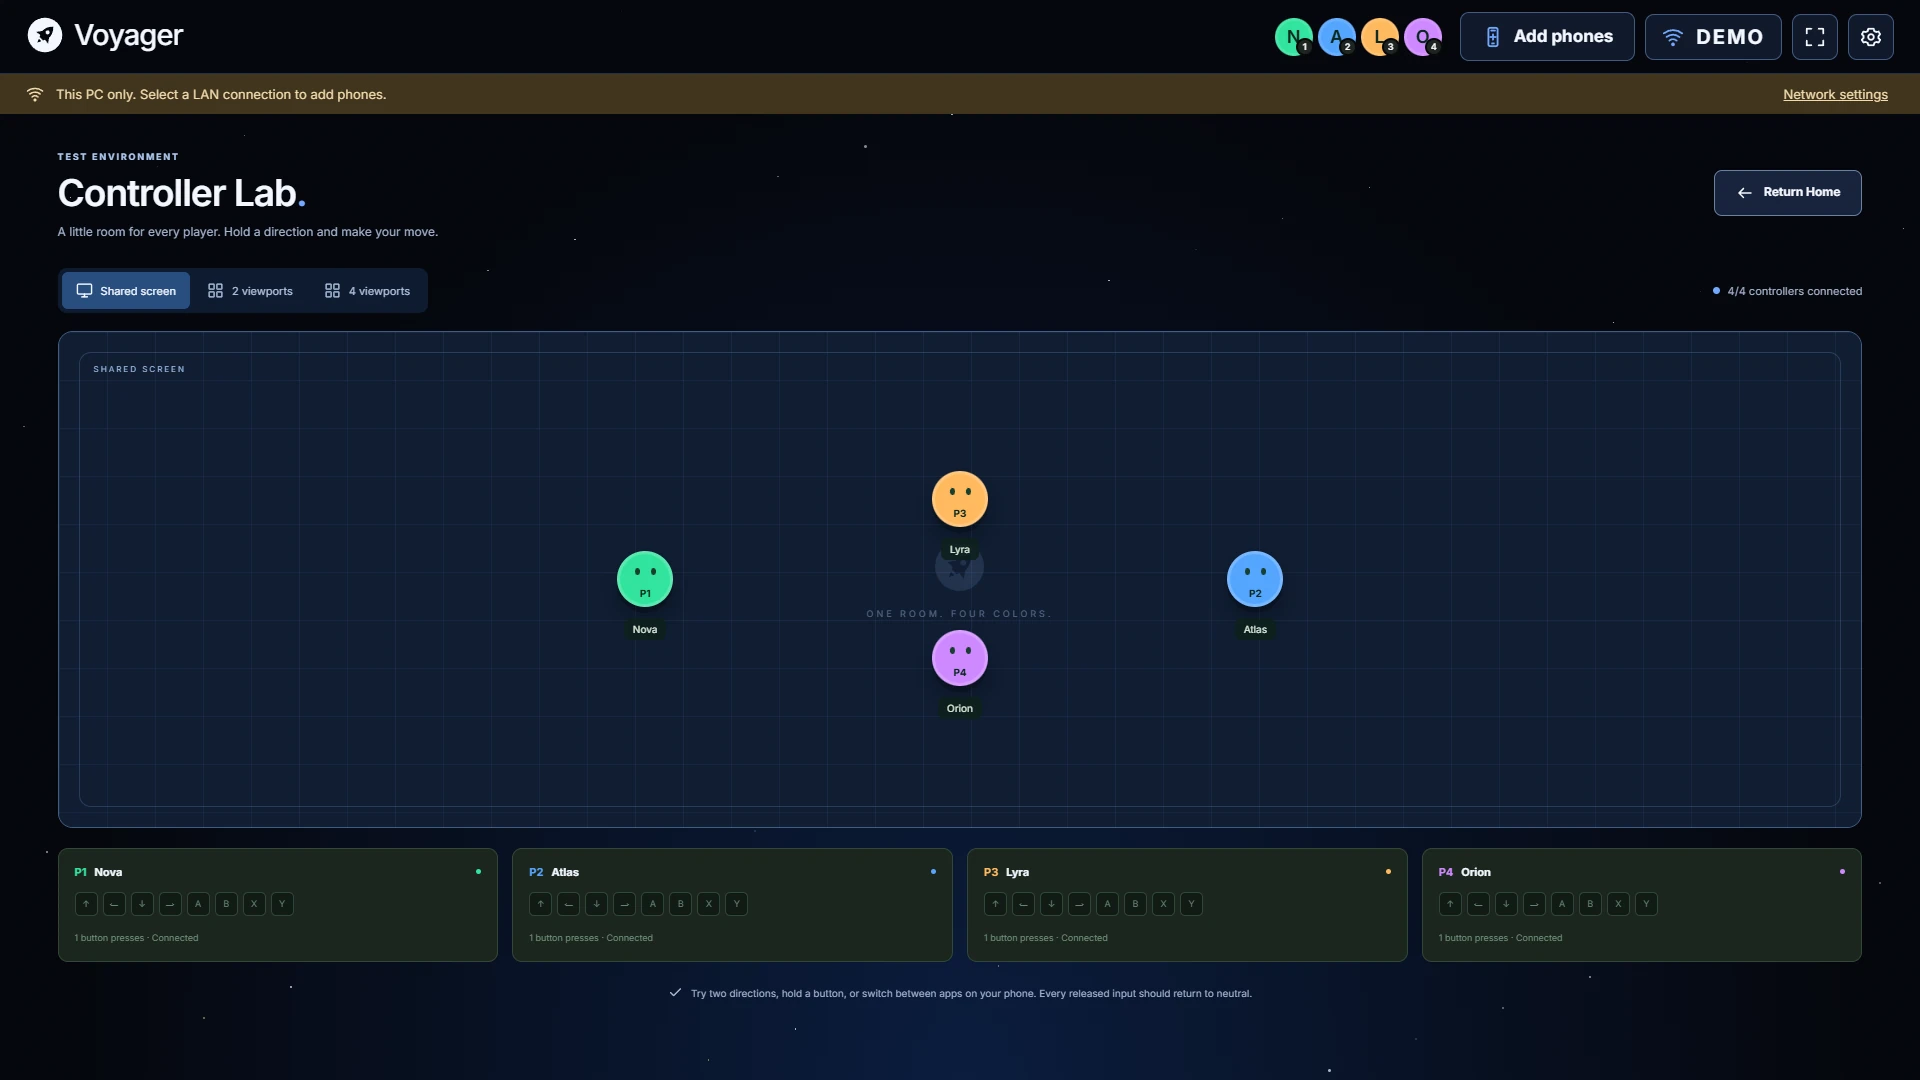 Voyager
N 1 A 2 L 3 O 4
Add phones
DEMO
This PC only. Select a LAN connection to add phones.
Network settings
TEST ENVIRONMENT
Controller Lab.
A little room for every player. Hold a direction and make your move.
Return Home
Shared screen
2 viewports
4 viewports
4/4 controllers connected
SHARED SCREEN
P3
Lyra
P1
Nova
P2
Atlas
ONE ROOM. FOUR COLORS.
P4
Orion
P1 Nova
↑ ← ↓ → A B X Y
1 button presses · Connected
P2 Atlas
↑ ← ↓ → A B X Y
1 button presses · Connected
P3 Lyra
↑ ← ↓ → A B X Y
1 button presses · Connected
P4 Orion
↑ ← ↓ → A B X Y
1 button presses · Connected
Try two directions, hold a button, or switch between apps on your phone. Every released input should return to neutral.